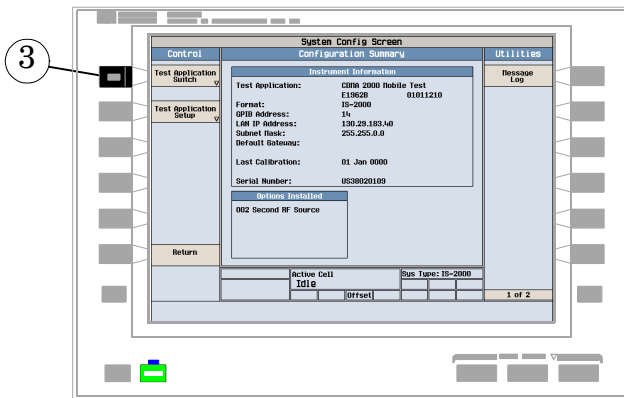 3
System Config Screen
Control
Configuration Summary
Utilities
Test Application
Switch
Instrument Information
Test Application: CDMA 2000 Mobile Test
E1962B 01011210
Format: IS-2000
GPIB Address: 14
LAN IP Address: 130.29.183.40
Subnet Mask: 255.255.0.0
Default Gateway:
Last Calibration: 01 Jan 0000
Serial Number: US38020109
Message
Log
Test Application
Setup
Options Installed
002 Second RF Source
Return
Active Cell
Idle
Sys Type: IS-2000
Offset
1 of 2